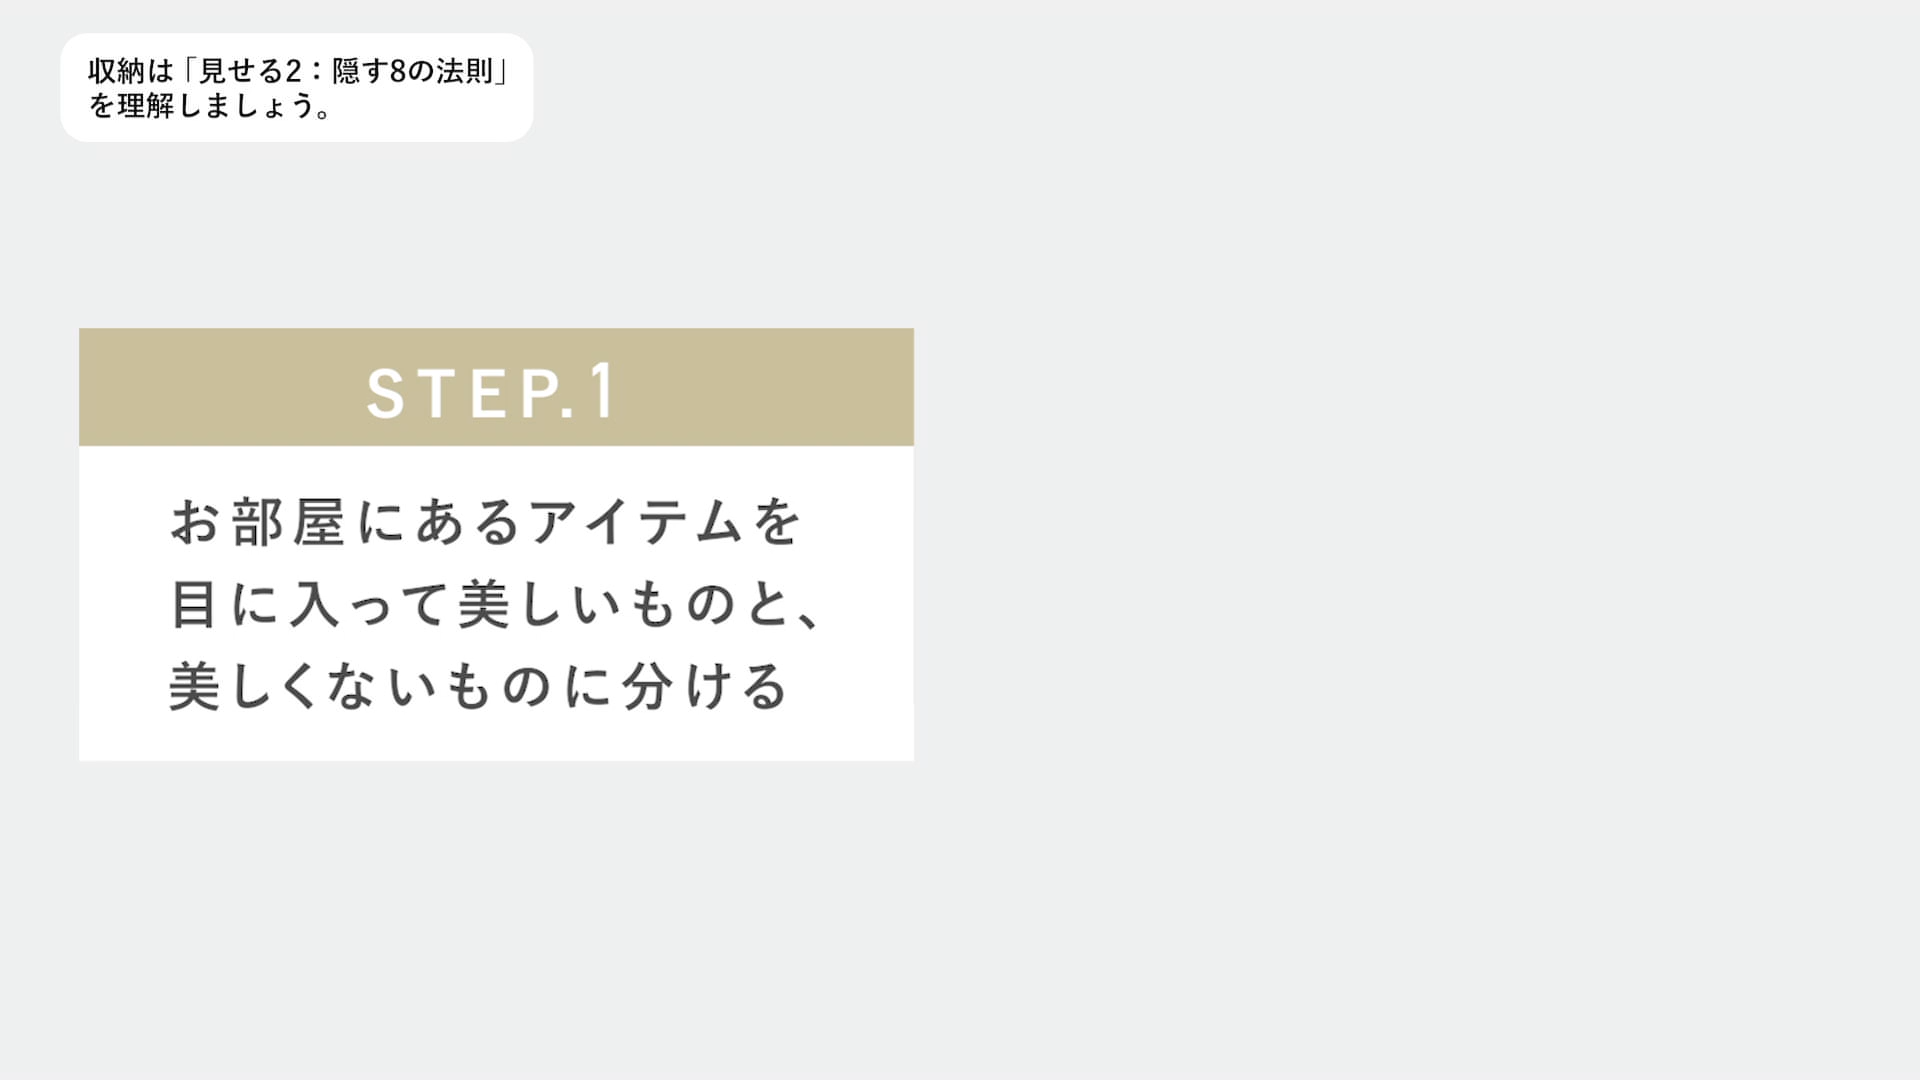 収納は「見せる2：隠す8の法則」
を理解しましょう。
STEP.1
お部屋にあるアイテムを
目に入って美しいものと、
美しくないものに分ける